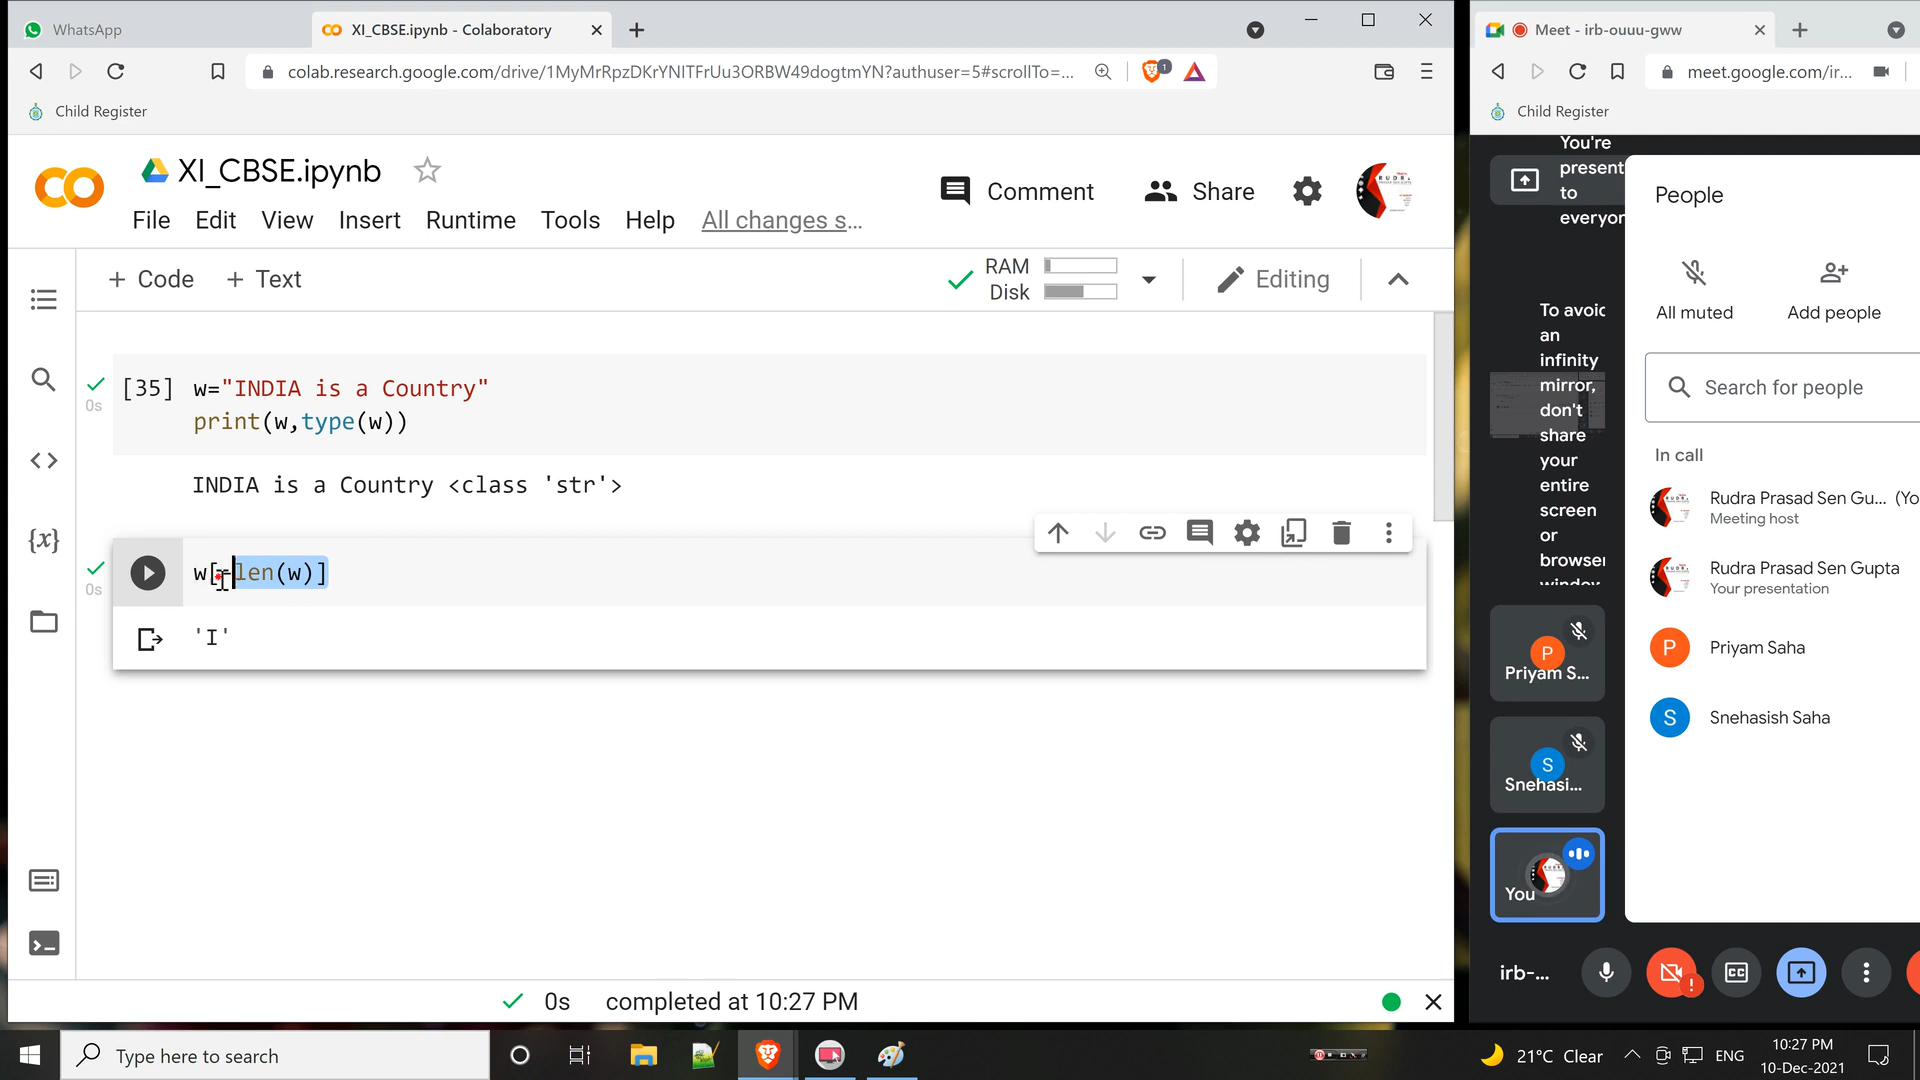 WhatsApp
XI_CBSE.ipynb - Colaboratory
Meet - irb-ouuu-gww
colab.research.google.com/drive/1MyMrRpzDKrYNITFrUu3ORBW49dogtmYN?authuser=5#scrollTo=...
1
meet.google.com/ir...
Child Register
Child Register
XI_CBSE.ipynb
Comment
Share
File Edit View Insert Runtime Tools Help All changes s...
+ Code + Text
RAM
Disk
Editing
[35] w="INDIA is a Country"
0s
print(w,type(w))
INDIA is a Country <class 'str'>
w[-len(w)]
0s
'I'
{x}
0s completed at 10:27 PM
You're
present
to
everyor
To avoid
an
infinity
mirror,
don't
share
your
entire
screen
or
browse
People
All muted
Add people
Search for people
In call
Rudra Prasad Sen Gu... (Yo
Meeting host
Rudra Prasad Sen Gupta
Your presentation
P
Priyam Saha
S
Snehasish Saha
P
Priyam S...
S
Snehasi...
You
irb-...
CC
Type here to search
21°C Clear
ENG
10:27 PM
10-Dec-2021